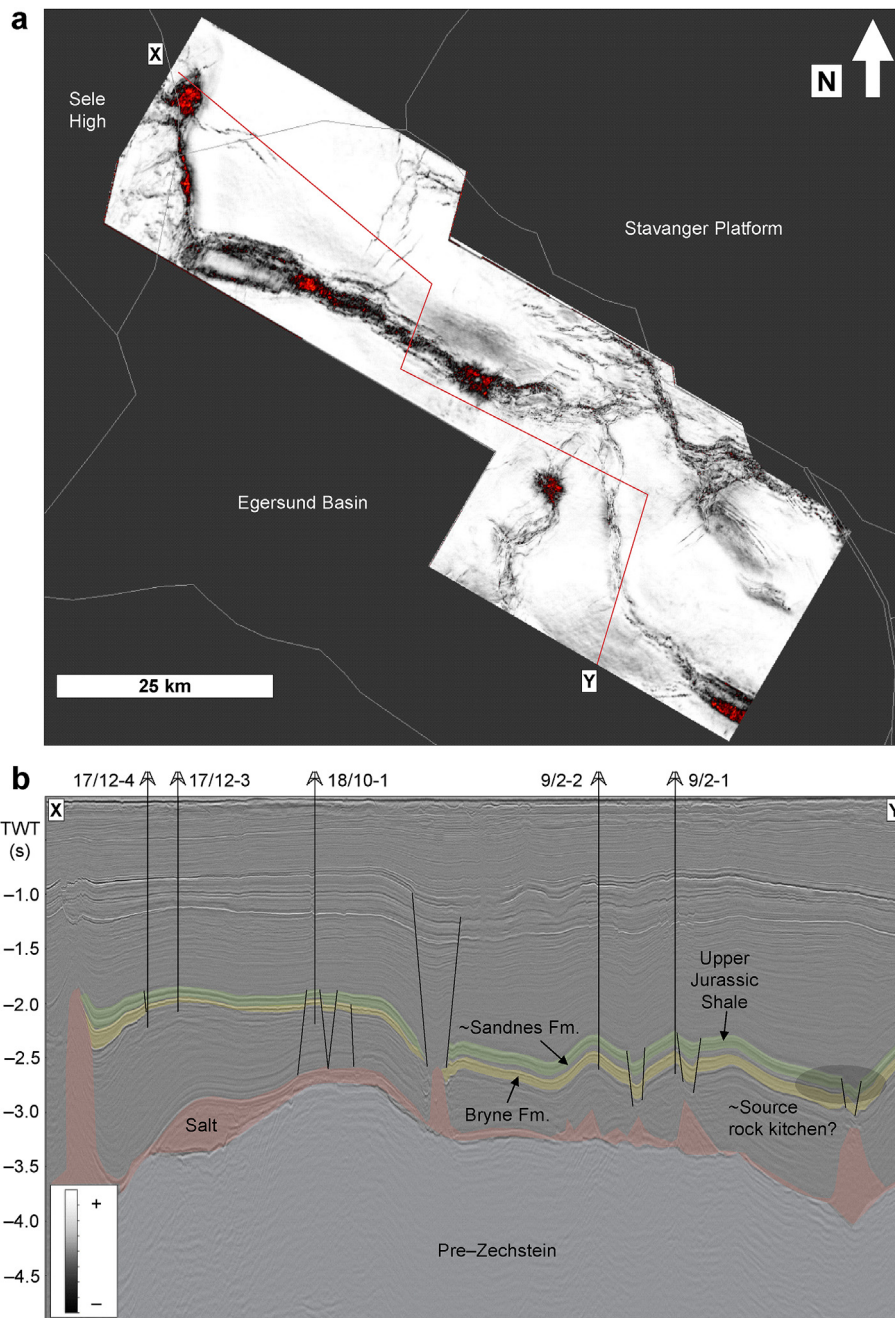 a
X
N
Sele
High
Stavanger Platform
Egersund Basin
25 km
Y
b
17/12-4 17/12-3 18/10-1 9/2-2 9/2-1
X Y
TWT
(s)
–1.0
–1.5
Upper
Jurassic
Shale
–2.0
~Sandnes Fm.
–2.5
Bryne Fm.
~Source
rock kitchen?
–3.0
Salt
–3.5
+
–4.0
Pre–Zechstein
–4.5
–